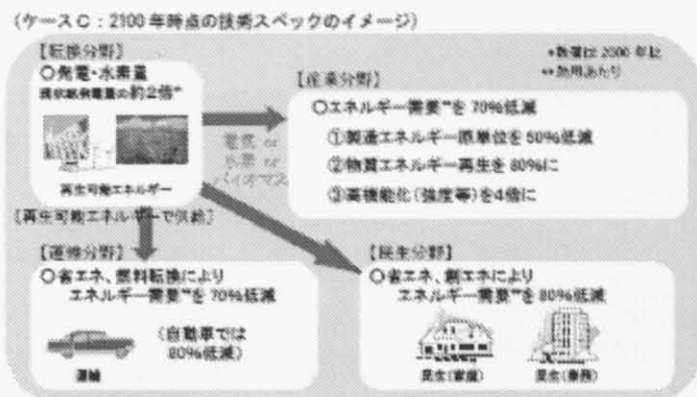 (ケースC：2100年時点の技術スペックのイメージ)
【転換分野】
○発電・水素量
現状総発電量の約2倍*
再生可能エネルギー
[再生可能エネルギーで供給]
*数値は2000年比
**効用あたり
電気 or
水素 or
バイオマス
【産業分野】
○エネルギー需要**を70%低減
①製造エネルギー原単位を50%低減
②物質エネルギー再生を80%に
③高機能化(強度等)を4倍に
【運輸分野】
○省エネ、燃料転換により
エネルギー需要**を70%低減
(自動車では
80%低減)
運輸
【民生分野】
○省エネ、創エネにより
エネルギー需要**を80%低減
民生(家庭)
民生(業務)